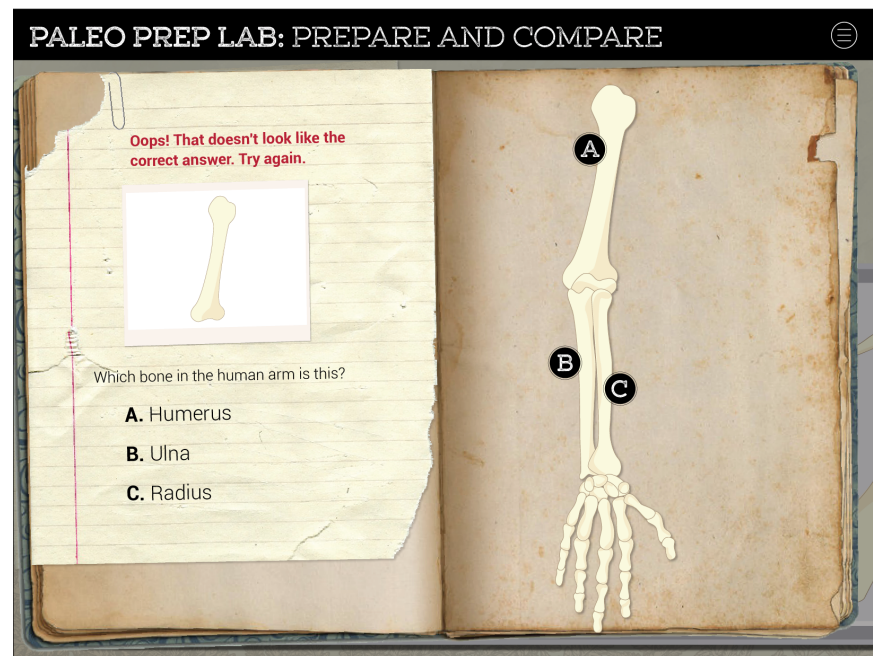 PALEO PREP LAB: PREPARE AND COMPARE
Oops! That doesn't look like the
correct answer. Try again.
Which bone in the human arm is this?
A. Humerus
B. Ulna
C. Radius
A
B
C